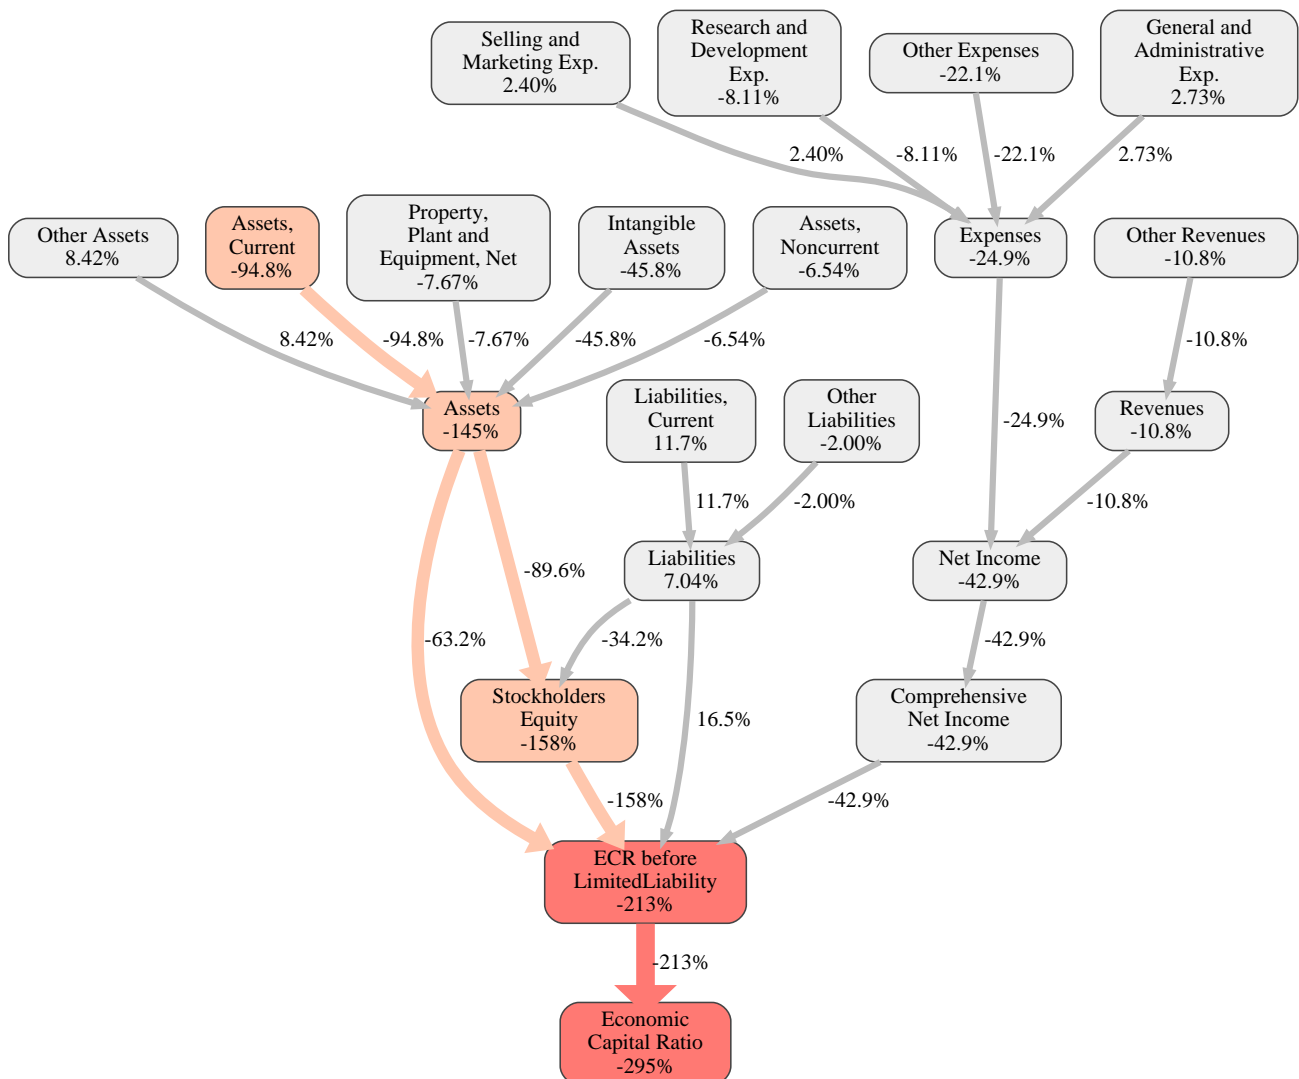 Selling and
Marketing Exp.
2.40%
Research and
Development
Exp.
-8.11%
Other Expenses
-22.1%
General and
Administrative
Exp.
2.73%
2.40%
-8.11%
-22.1%
2.73%
Other Assets
8.42%
Assets,
Current
-94.8%
Property,
Plant and
Equipment, Net
-7.67%
Intangible
Assets
-45.8%
Assets,
Noncurrent
-6.54%
Expenses
-24.9%
Other Revenues
-10.8%
8.42%
-94.8%
-7.67%
-45.8%
-6.54%
-10.8%
Assets
-145%
Liabilities,
Current
11.7%
Other
Liabilities
-2.00%
-24.9%
Revenues
-10.8%
11.7%
-2.00%
-10.8%
-89.6%
Liabilities
7.04%
Net Income
-42.9%
-63.2%
-34.2%
-42.9%
Stockholders
Equity
-158%
16.5%
Comprehensive
Net Income
-42.9%
-158%
-42.9%
ECR before
LimitedLiability
-213%
-213%
Economic
Capital Ratio
-295%